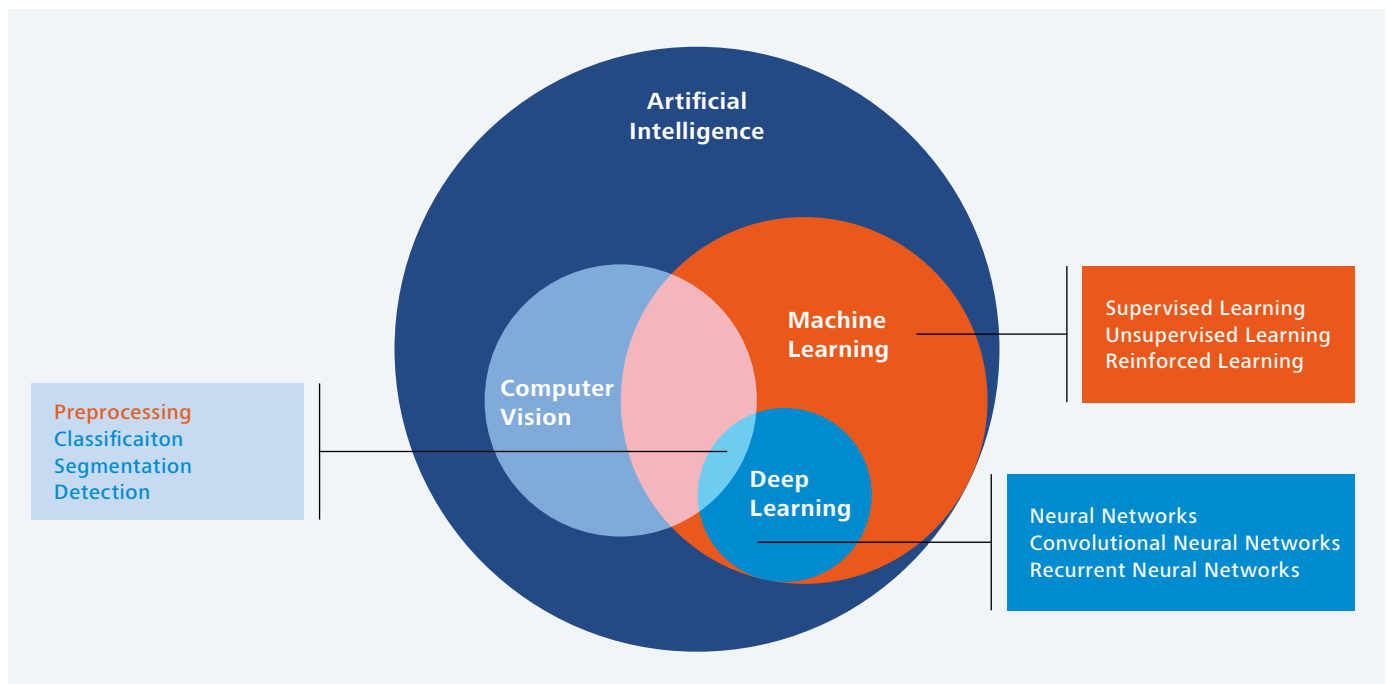 Artificial
Intelligence
Machine
Learning
Supervised Learning
Unsupervised Learning
Reinforced Learning
Computer
Vision
Preprocessing
Classificaiton
Segmentation
Detection
Deep
Learning
Neural Networks
Convolutional Neural Networks
Recurrent Neural Networks